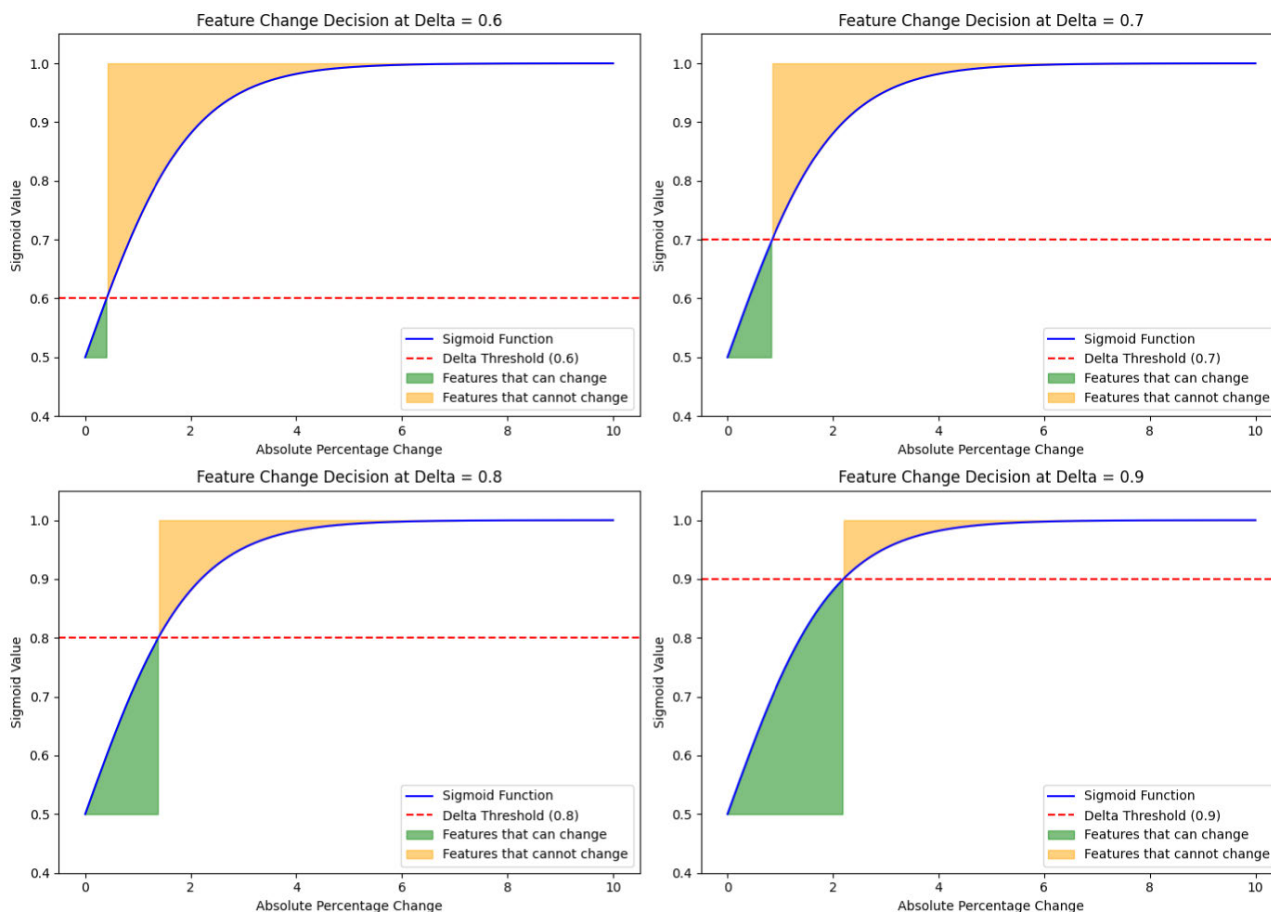 Feature Change Decision at Delta = 0.6
1.0
0.9
0.8
0.7
0.6
0.5
0.4
Sigmoid Value
Sigmoid Function
Delta Threshold (0.6)
Features that can change
Features that cannot change
0 2 4 6 8 10
Absolute Percentage Change
Feature Change Decision at Delta = 0.7
1.0
0.9
0.8
0.7
0.6
0.5
0.4
Sigmoid Value
Sigmoid Function
Delta Threshold (0.7)
Features that can change
Features that cannot change
0 2 4 6 8 10
Absolute Percentage Change
Feature Change Decision at Delta = 0.8
1.0
0.9
0.8
0.7
0.6
0.5
0.4
Sigmoid Value
Sigmoid Function
Delta Threshold (0.8)
Features that can change
Features that cannot change
0 2 4 6 8 10
Absolute Percentage Change
Feature Change Decision at Delta = 0.9
1.0
0.9
0.8
0.7
0.6
0.5
0.4
Sigmoid Value
Sigmoid Function
Delta Threshold (0.9)
Features that can change
Features that cannot change
0 2 4 6 8 10
Absolute Percentage Change